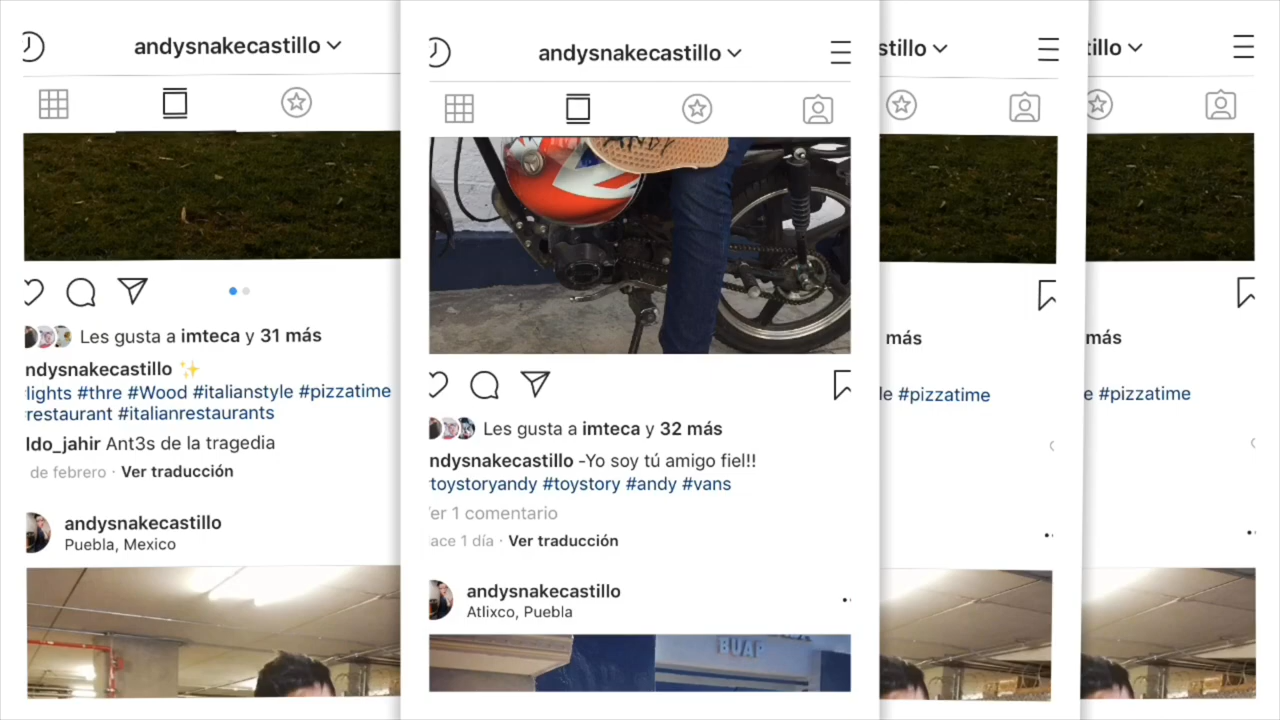 andysnakecastillo
Les gusta a imteca y 31 más
ndysnakecastillo ✨
lights #thre #Wood #italianstyle #pizzatime
restaurant #italianrestaurants
ldo_jahir Ant3s de la tragedia
de febrero · Ver traducción
andysnakecastillo
Puebla, Mexico
andysnakecastillo
ANDY
Les gusta a imteca y 32 más
ndysnakecastillo -Yo soy tú amigo fiel!!
toystoryandy #toystory #andy #vans
er 1 comentario
ace 1 día · Ver traducción
andysnakecastillo
Atlixco, Puebla
BUAP
stillo
más
le #pizzatime
tillo
más
e #pizzatime